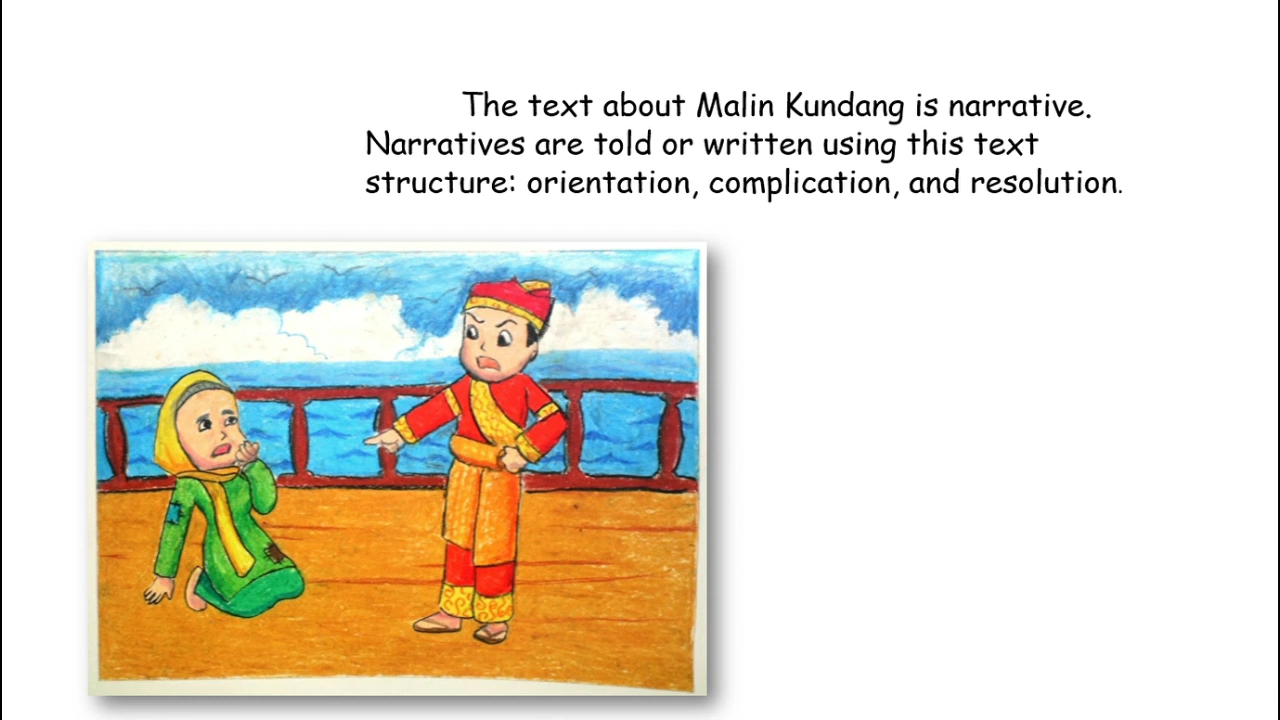 The text about Malin Kundang is narrative.
Narratives are told or written using this text
structure: orientation, complication, and resolution.